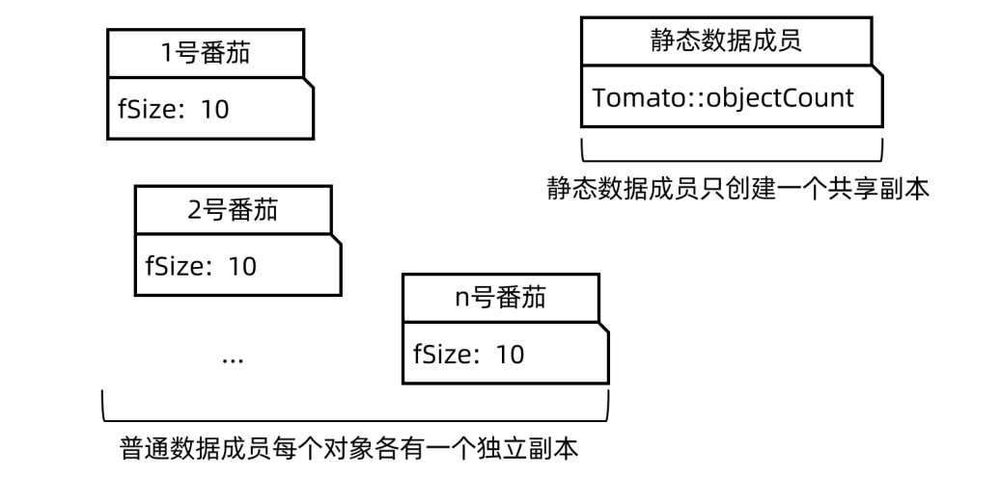 1号番茄
fSize: 10
静态数据成员
Tomato::objectCount
静态数据成员只创建一个共享副本
2号番茄
fSize: 10
n号番茄
fSize: 10
...
普通数据成员每个对象各有一个独立副本